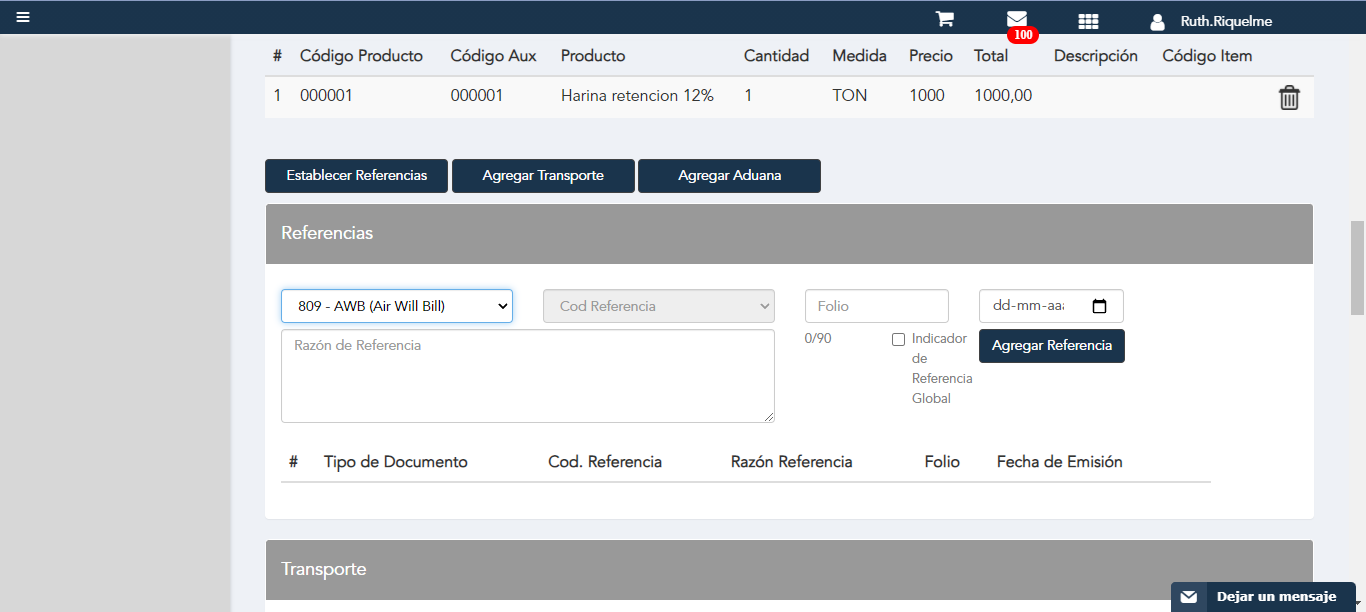 100 Ruth.Riquelme
# Código Producto Código Aux Producto Cantidad Medida Precio Total Descripción Código Item
1 000001 000001 Harina retencion 12% 1 TON 1000 1000,00
Establecer Referencias Agregar Transporte Agregar Aduana
Referencias
809 - AWB (Air Will Bill) Cod Referencia Folio dd-mm-aaa
Razón de Referencia 0/90 Indicador Agregar Referencia
de
Referencia
Global
# Tipo de Documento Cod. Referencia Razón Referencia Folio Fecha de Emisión
Transporte
Dejar un mensaje